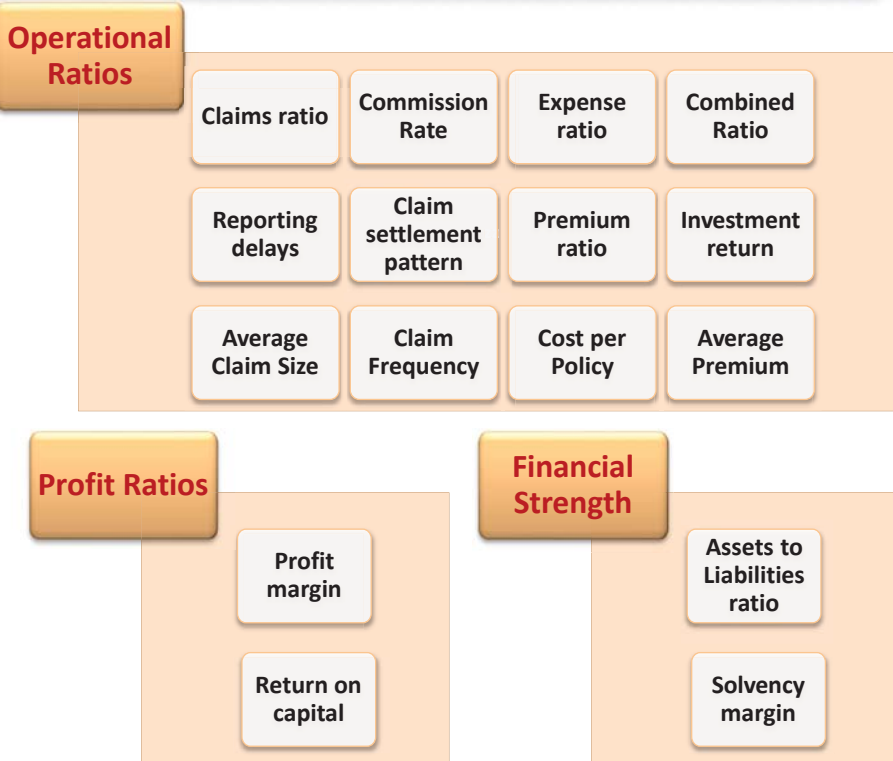 Operational
Ratios
Claims ratio
Commission
Rate
Expense
ratio
Combined
Ratio
Reporting
delays
Claim
settlement
pattern
Premium
ratio
Investment
return
Average
Claim Size
Claim
Frequency
Cost per
Policy
Average
Premium
Profit Ratios
Profit
margin
Return on
capital
Financial
Strength
Assets to
Liabilities
ratio
Solvency
margin